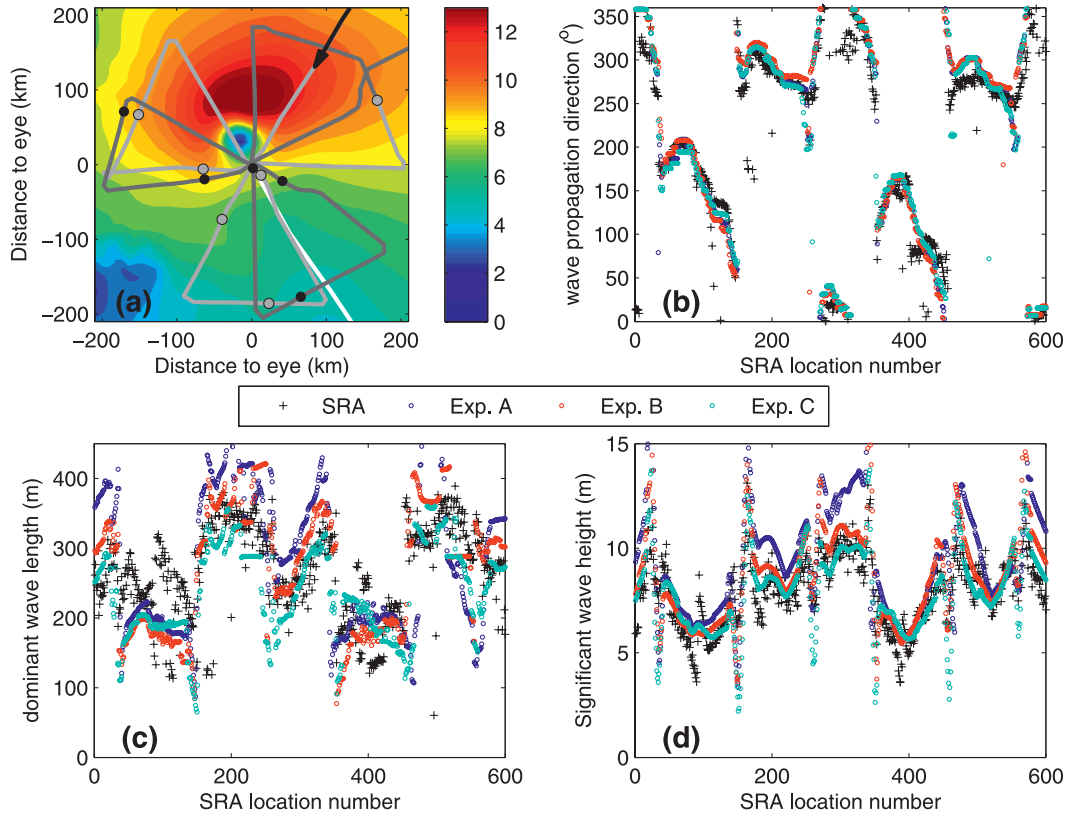 200
100
0
−100
−200
−200
−100
0
100
200
Distance to eye (km)
Distance to eye (km)
(a)
12
10
8
6
4
2
0
350
300
250
200
150
100
50
0
0
200
400
600
wave propagation direction (°)
SRA location number
(b)
SRA
Exp. A
Exp. B
Exp. C
400
300
200
100
0
0
200
400
600
dominant wave length (m)
SRA location number
(c)
15
10
5
0
0
200
400
600
Significant wave height (m)
SRA location number
(d)